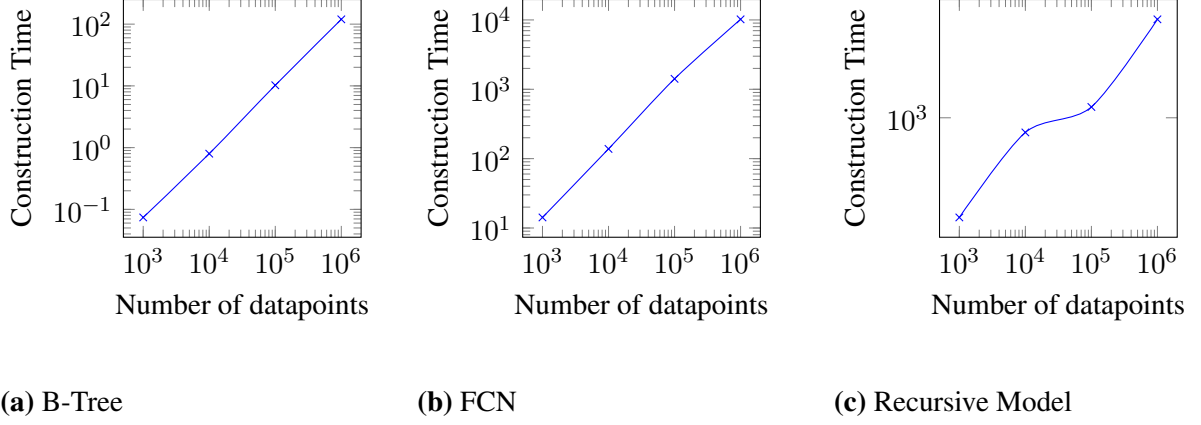 Construction Time
10^2
10^1
10^0
10^{-1}
10^3 10^4 10^5 10^6
Number of datapoints
(a) B-Tree
Construction Time
10^4
10^3
10^2
10^1
10^3 10^4 10^5 10^6
Number of datapoints
(b) FCN
Construction Time
10^3
10^3 10^4 10^5 10^6
Number of datapoints
(c) Recursive Model